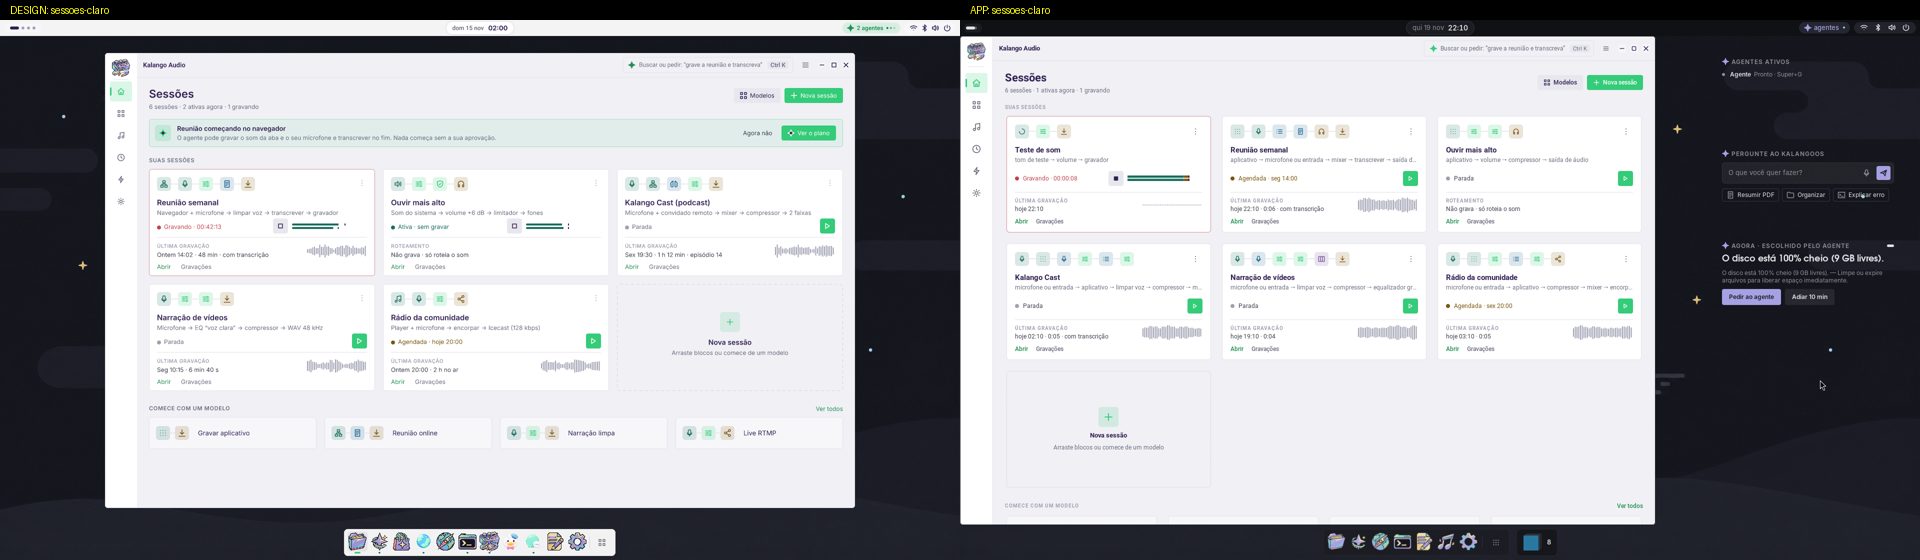 DESIGN: sessoes-claro
dom 15 nov 02:00
2 agentes
Kalango Audio
Buscar ou pedir: "grave a reunião e transcreva"
Ctrl K
Sessões
6 sessões · 2 ativas agora · 1 gravando
Modelos
+ Nova sessão
Reunião começando no navegador
O agente pode gravar o som da aba e o seu microfone e transcrever no fim. Nada começa sem a sua aprovação.
Agora não
Ver o plano
SUAS SESSÕES
Reunião semanal
Navegador + microfone → limpar voz → transcrever → gravador
Gravando · 00:42:13
ÚLTIMA GRAVAÇÃO
Ontem 14:02 · 48 min · com transcrição
Abrir Gravações
Ouvir mais alto
Som do sistema → volume +6 dB → limitador → fones
Ativa · sem gravar
ROTEAMENTO
Não grava · só roteia o som
Abrir Gravações
Kalango Cast (podcast)
Microfone + convidado remoto → mixer → compressor → 2 faixas
Parada
ÚLTIMA GRAVAÇÃO
Sex 19:30 · 1 h 12 min · episódio 14
Abrir Gravações
Narração de vídeos
Microfone → EQ "voz clara" → compressor → WAV 48 kHz
Parada
ÚLTIMA GRAVAÇÃO
Seg 10:15 · 6 min 40 s
Abrir Gravações
Rádio da comunidade
Player + microfone → encorpar → Icecast (128 kbps)
Agendada · hoje 20:00
ÚLTIMA GRAVAÇÃO
Ontem 20:00 · 2 h no ar
Abrir Gravações
Nova sessão
Arraste blocos ou comece de um modelo
COMECE COM UM MODELO
Ver todos
Gravar aplicativo
Reunião online
Narração limpa
Live RTMP
APP: sessoes-claro
qui 19 nov 22:10
agentes
Kalango Audio
Buscar ou pedir: "grave a reunião e transcreva"
Ctrl K
Sessões
6 sessões · 1 ativas agora · 1 gravando
Modelos
+ Nova sessão
SUAS SESSÕES
Teste de som
tom de teste → volume → gravador
Gravando · 00:00:08
ÚLTIMA GRAVAÇÃO
hoje 22:10
Abrir Gravações
Reunião semanal
aplicativo → microfone ou entrada → mixer → transcrever → saída d...
Agendada · seg 14:00
ÚLTIMA GRAVAÇÃO
hoje 22:10 · 0:06 · com transcrição
Abrir Gravações
Ouvir mais alto
aplicativo → volume → compressor → saída de áudio
Parada
ROTEAMENTO
Não grava · só roteia o som
Abrir Gravações
Kalango Cast
microfone ou entrada → aplicativo → limpar voz → compressor → m...
Parada
ÚLTIMA GRAVAÇÃO
hoje 02:10 · 0:05 · com transcrição
Abrir Gravações
Narração de vídeos
microfone ou entrada → limpar voz → compressor → equalizador gr...
Parada
ÚLTIMA GRAVAÇÃO
hoje 19:10 · 0:04
Abrir Gravações
Rádio da comunidade
microfone ou entrada → aplicativo → compressor → mixer → encorp...
Agendada · sex 20:00
ÚLTIMA GRAVAÇÃO
hoje 03:10 · 0:05
Abrir Gravações
Nova sessão
Arraste blocos ou comece de um modelo
COMECE COM UM MODELO
Ver todos
AGENTES ATIVOS
Agente Pronto · Super+G
PERGUNTE AO KALANGOOS
O que você quer fazer?
Resumir PDF
Organizar
Explicar erro
AGORA · ESCOLHIDO PELO AGENTE
O disco está 100% cheio (9 GB livres).
O disco está 100% cheio (9 GB livres). — Limpe ou expire
arquivos para liberar espaço imediatamente.
Pedir ao agente
Adiar 10 min
8